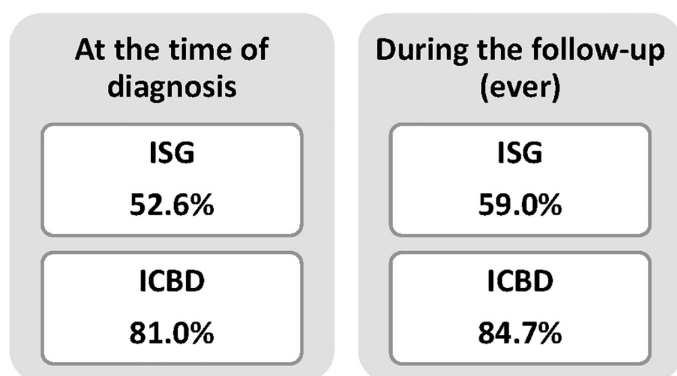 At the time of
diagnosis
ISG
52.6%
ICBD
81.0%
During the follow-up
(ever)
ISG
59.0%
ICBD
84.7%